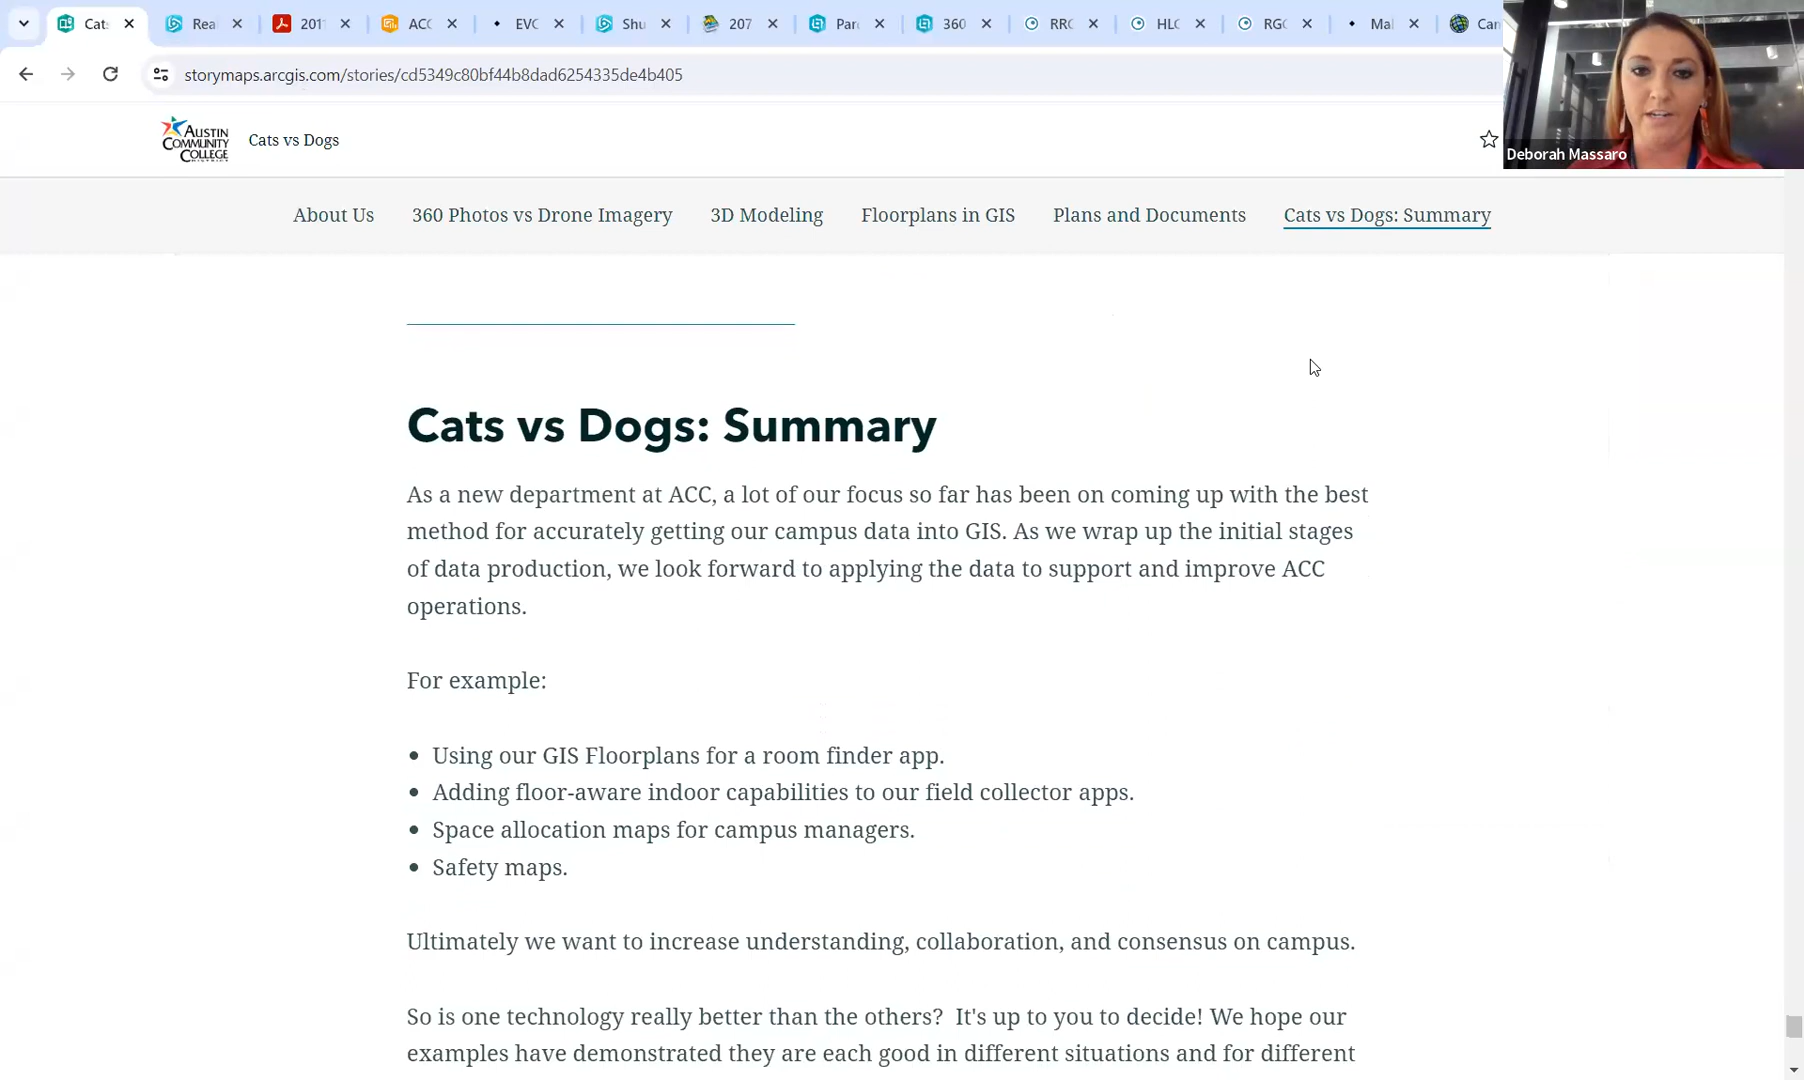 Cats
Rea
2011
ACC
EVC
Shu
207
Par
360
RRC
HLC
RGC
Mai
Cam
storymaps.arcgis.com/stories/cd5349c80bf44b8dad6254335de4b405
AUSTIN
COMMUNITY
COLLEGE
DISTRICT
Cats vs Dogs
Deborah Massaro
About Us
360 Photos vs Drone Imagery
3D Modeling
Floorplans in GIS
Plans and Documents
Cats vs Dogs: Summary
Cats vs Dogs: Summary
As a new department at ACC, a lot of our focus so far has been on coming up with the best
method for accurately getting our campus data into GIS. As we wrap up the initial stages
of data production, we look forward to applying the data to support and improve ACC
operations.
For example:
• Using our GIS Floorplans for a room finder app.
• Adding floor-aware indoor capabilities to our field collector apps.
• Space allocation maps for campus managers.
• Safety maps.
Ultimately we want to increase understanding, collaboration, and consensus on campus.
So is one technology really better than the others?  It's up to you to decide! We hope our
examples have demonstrated they are each good in different situations and for different